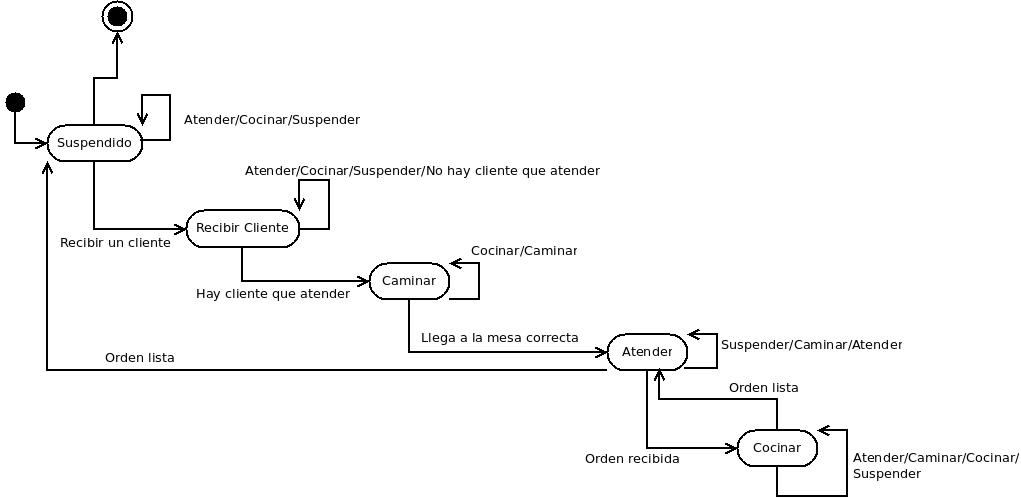 Atender/Cocinar/Suspender
Suspendido
Atender/Cocinar/Suspender/No hay cliente que atender
Recibir Cliente
Recibir un cliente
Cocinar/Caminar
Caminar
Hay cliente que atender
Llega a la mesa correcta
Suspender/Caminar/Atender
Atender
Orden lista
Orden lista
Cocinar
Orden recibida
Atender/Caminar/Cocinar/
Suspender